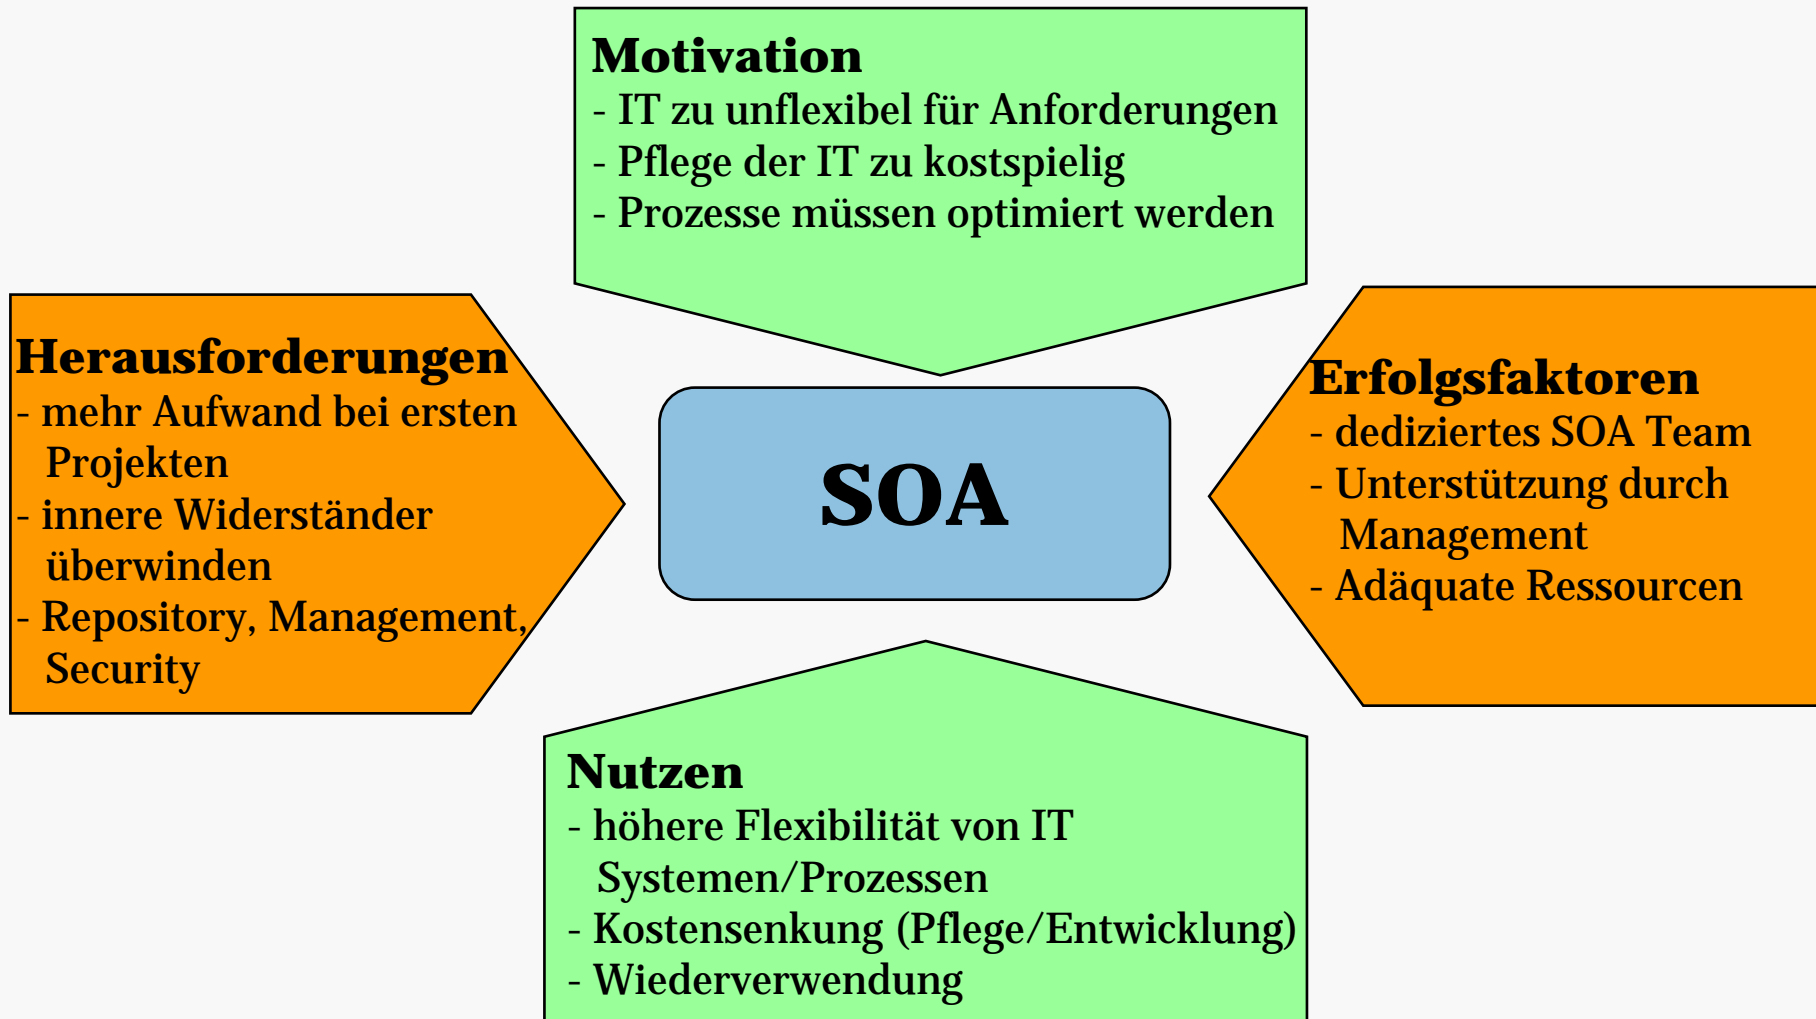 Motivation
- IT zu unflexibel für Anforderungen
- Pflege der IT zu kostspielig
- Prozesse müssen optimiert werden
Herausforderungen
- mehr Aufwand bei ersten
Projekten
- innere Widerständer
überwinden
- Repository, Management,
Security
SOA
Erfolgsfaktoren
- dediziertes SOA Team
- Unterstützung durch
Management
- Adäquate Ressourcen
Nutzen
- höhere Flexibilität von IT
Systemen/Prozessen
- Kostensenkung (Pflege/Entwicklung)
- Wiederverwendung